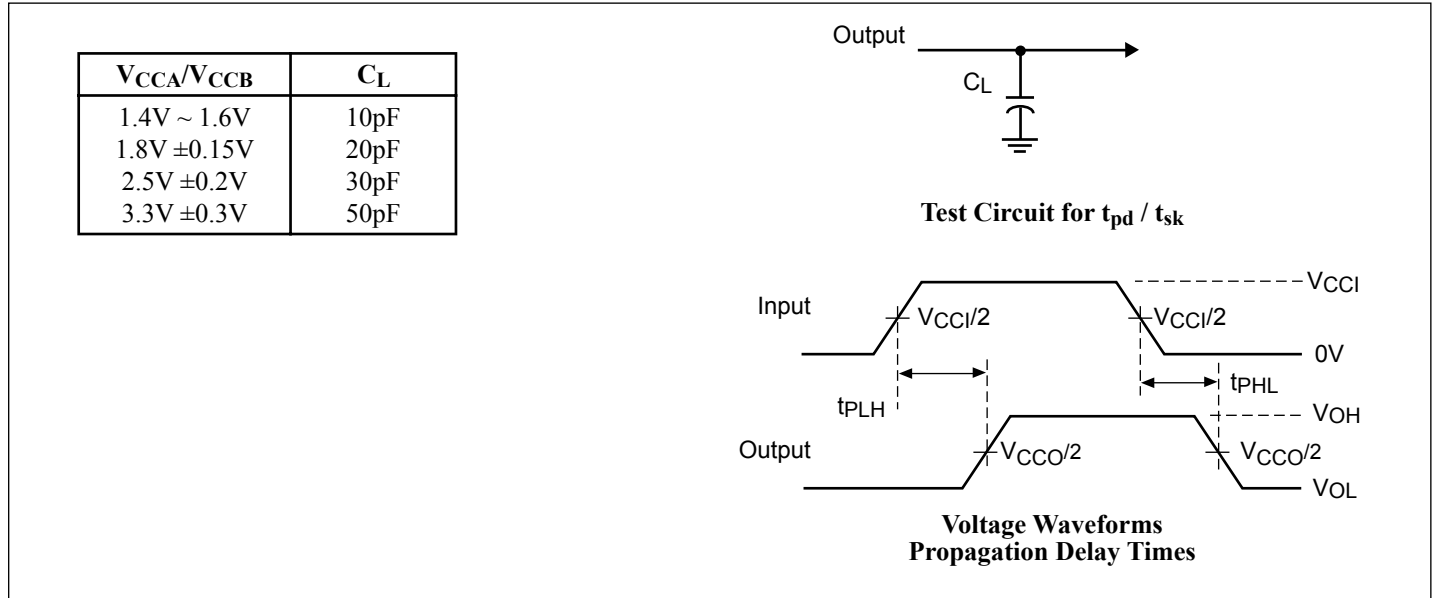 VCCA/VCCB CL
1.4V ~ 1.6V 10pF
1.8V ±0.15V 20pF
2.5V ±0.2V 30pF
3.3V ±0.3V 50pF
Output
CL
Test Circuit for tpd / tsk
Input
VCCI/2
VCCI/2
VCCI
0V
tPLH
tPHL
Output
VCCO/2
VCCO/2
VOH
VOL
Voltage Waveforms
Propagation Delay Times